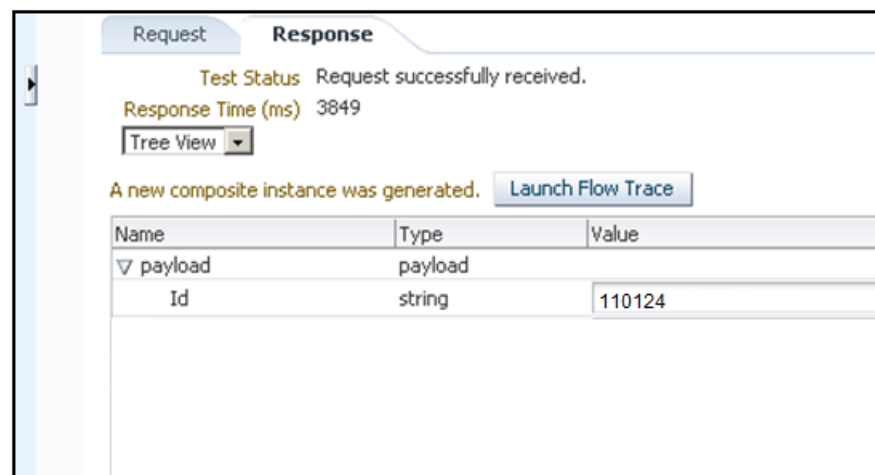 Request Response
Test Status Request successfully received.
Response Time (ms) 3849
Tree View
A new composite instance was generated. Launch Flow Trace
Name Type Value
payload payload
Id string 110124